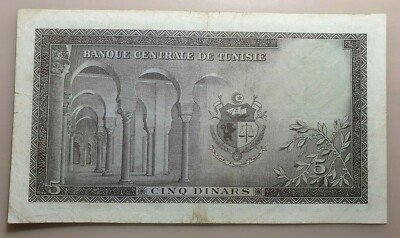 BANQUE CENTRALE DE TUNISIE
5
5
CINQ DINARS